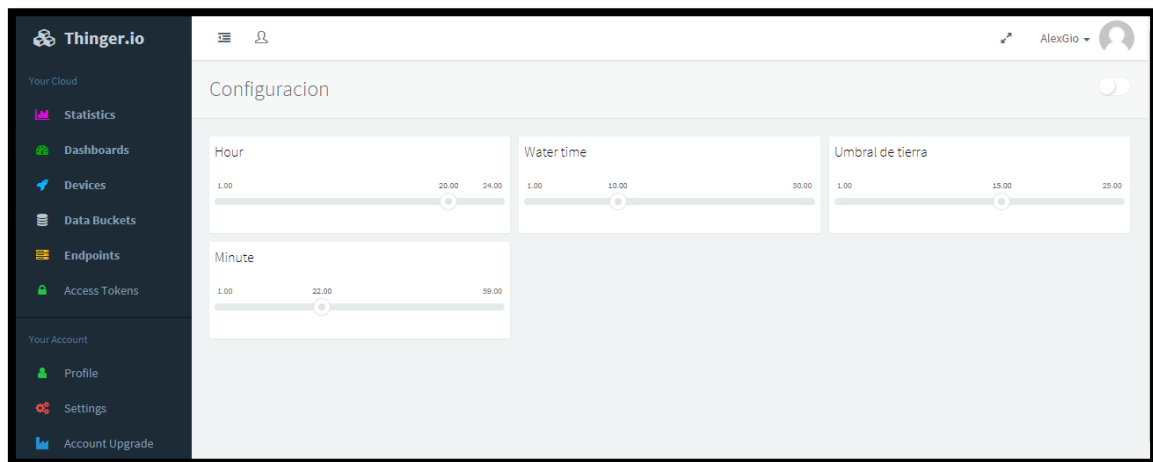 Thinger.io
AlexGio
Your Cloud
Statistics
Dashboards
Devices
Data Buckets
Endpoints
Access Tokens
Your Account
Profile
Settings
Account Upgrade
Configuracion
Hour
1.00 20.00 24.00
Water time
1.00 10.00 30.00
Umbral de tierra
1.00 15.00 25.00
Minute
1.00 22.00 59.00